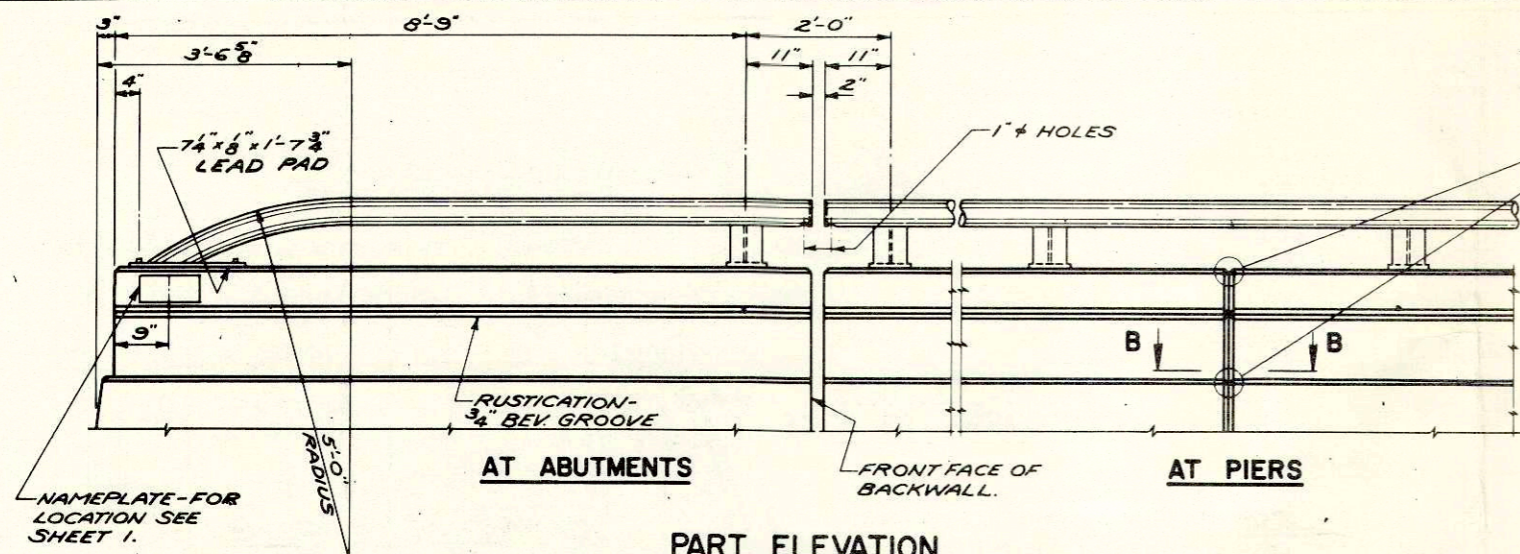 3"
8'-9"
2'-0"
3'-6 5/8"
11"
11"
4"
2"
7 1/4" x 1/8" x 1'-7 3/4"
LEAD PAD
1" φ HOLES
9"
B
B
RUSTICATION-
3/4" BEV. GROOVE
5'-0"
RADIUS
AT ABUTMENTS
FRONT FACE OF
BACKWALL.
AT PIERS
NAMEPLATE-FOR
LOCATION SEE
SHEET 1.
PART ELEVATION